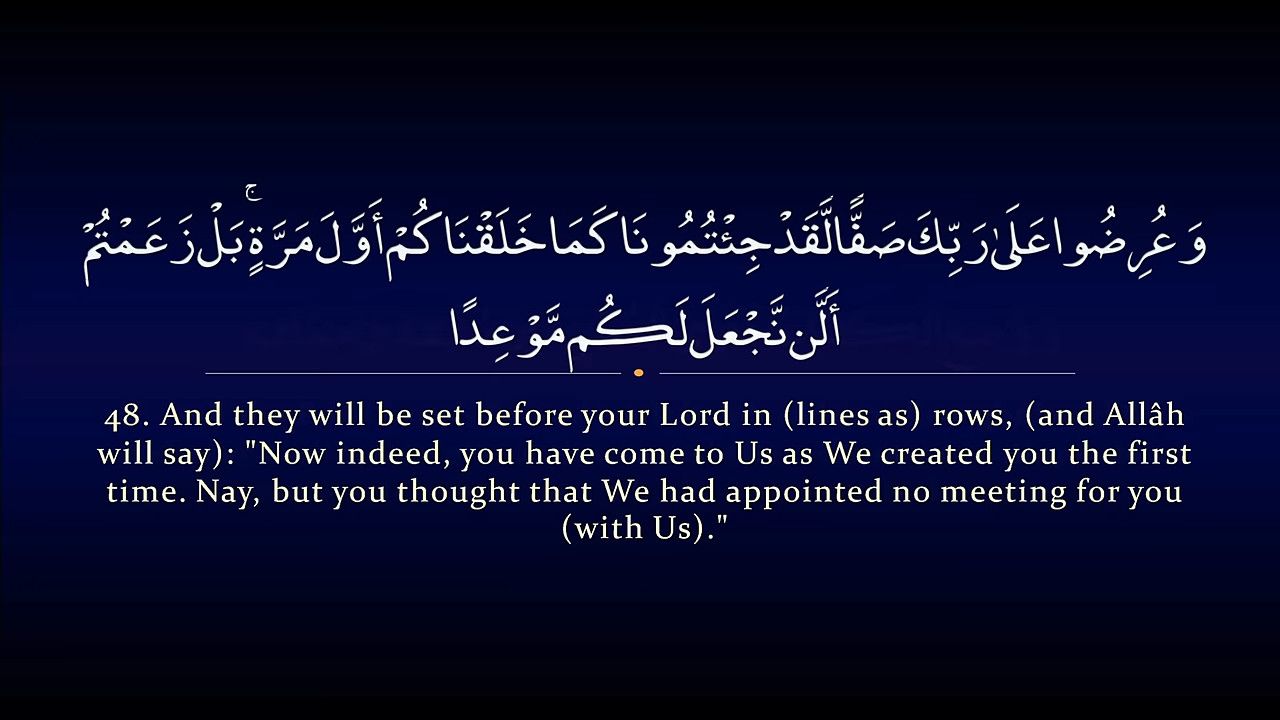 وَعُرِضُوا عَلَىٰ رَبِّكَ صَفًّا لَّقَدْ جِئْتُمُونَا كَمَا خَلَقْنَاكُمْ أَوَّلَ مَرَّةٍ ۚ بَلْ زَعَمْتُمْ
أَلَّن نَّجْعَلَ لَكُم مَّوْعِدًا
48. And they will be set before your Lord in (lines as) rows, (and Allâh
will say): "Now indeed, you have come to Us as We created you the first
time. Nay, but you thought that We had appointed no meeting for you
(with Us)."